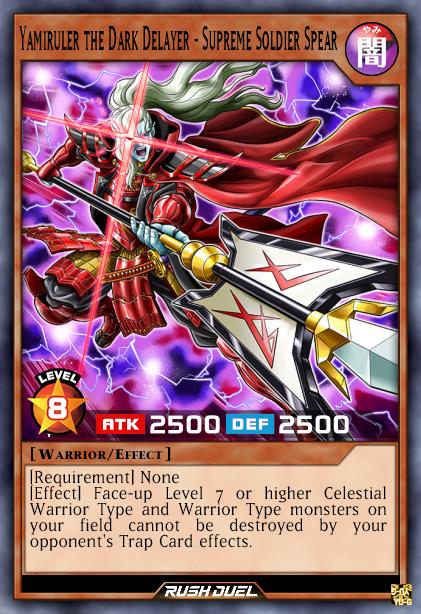 Yamiruler the Dark Delayer - Supreme Soldier Spear
やみ
闇
LEVEL
8
ATK 2500 DEF 2500
[ Warrior/Effect ]
[Requirement] None
[Effect] Face-up Level 7 or higher Celestial
Warrior Type and Warrior Type monsters on
your field cannot be destroyed by your
opponent's Trap Card effects.
RUSH DUEL